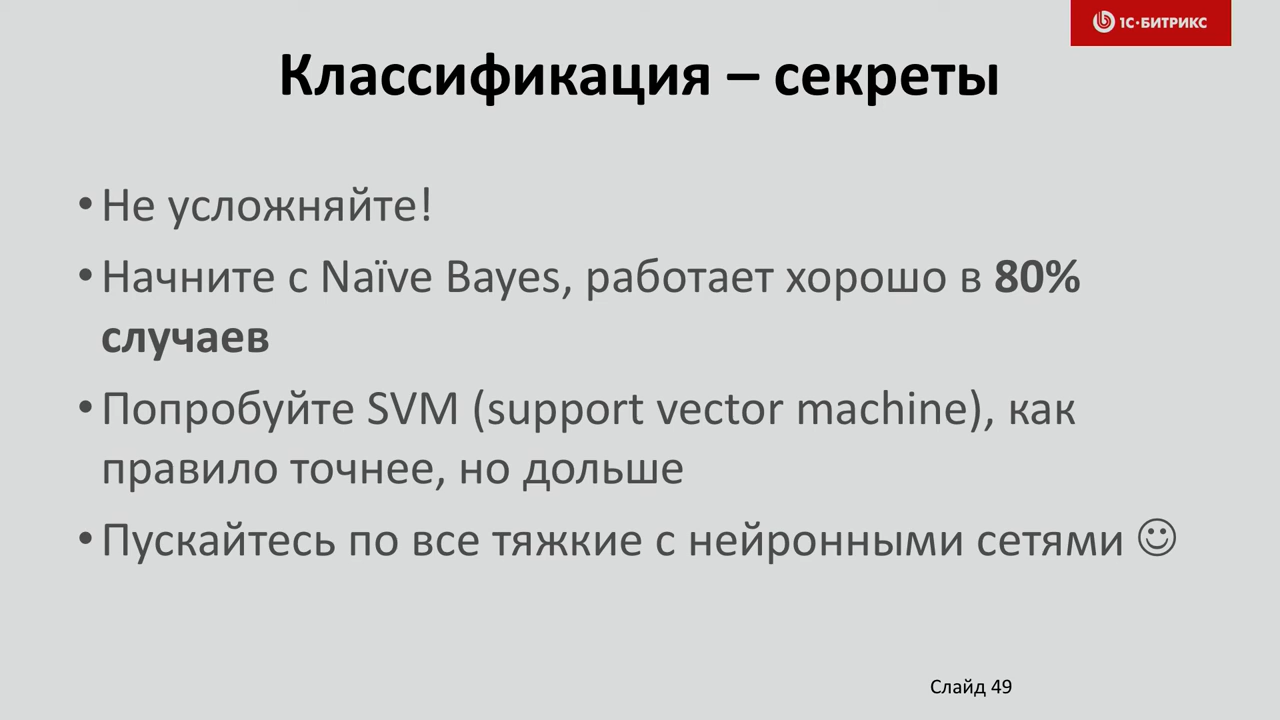 1С·БИТРИКС
Классификация – секреты
•Не усложняйте!
•Начните с Naïve Bayes, работает хорошо в 80%
случаев
•Попробуйте SVM (support vector machine), как
правило точнее, но дольше
•Пускайтесь по все тяжкие с нейронными сетями ☺
Слайд 49